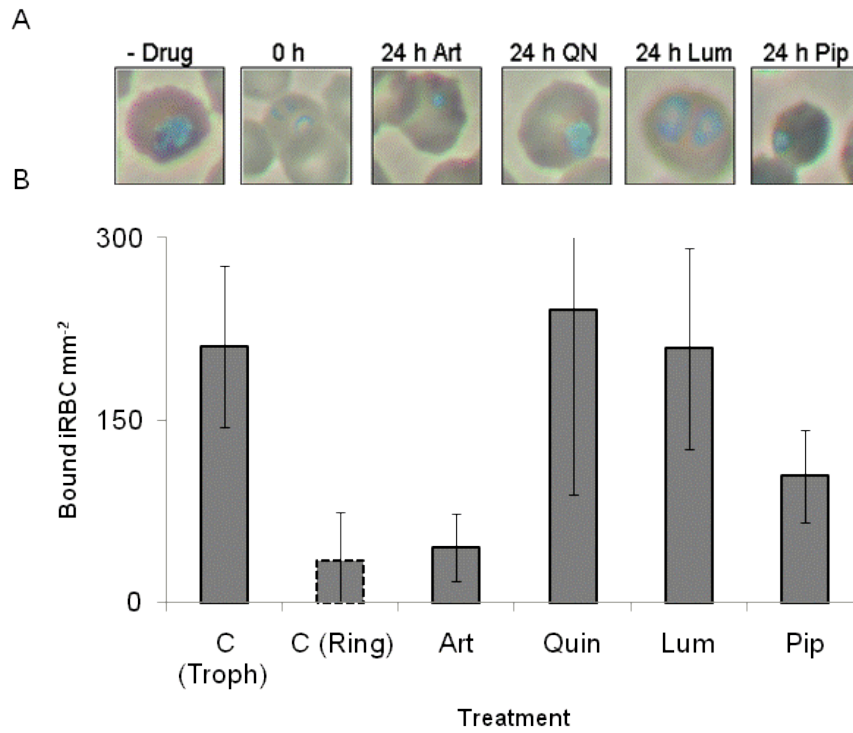 A
- Drug 0 h 24 h Art 24 h QN 24 h Lum 24 h Pip
B
300
150
0
Bound iRBC mm⁻²
C (Troph) C (Ring) Art Quin Lum Pip
Treatment